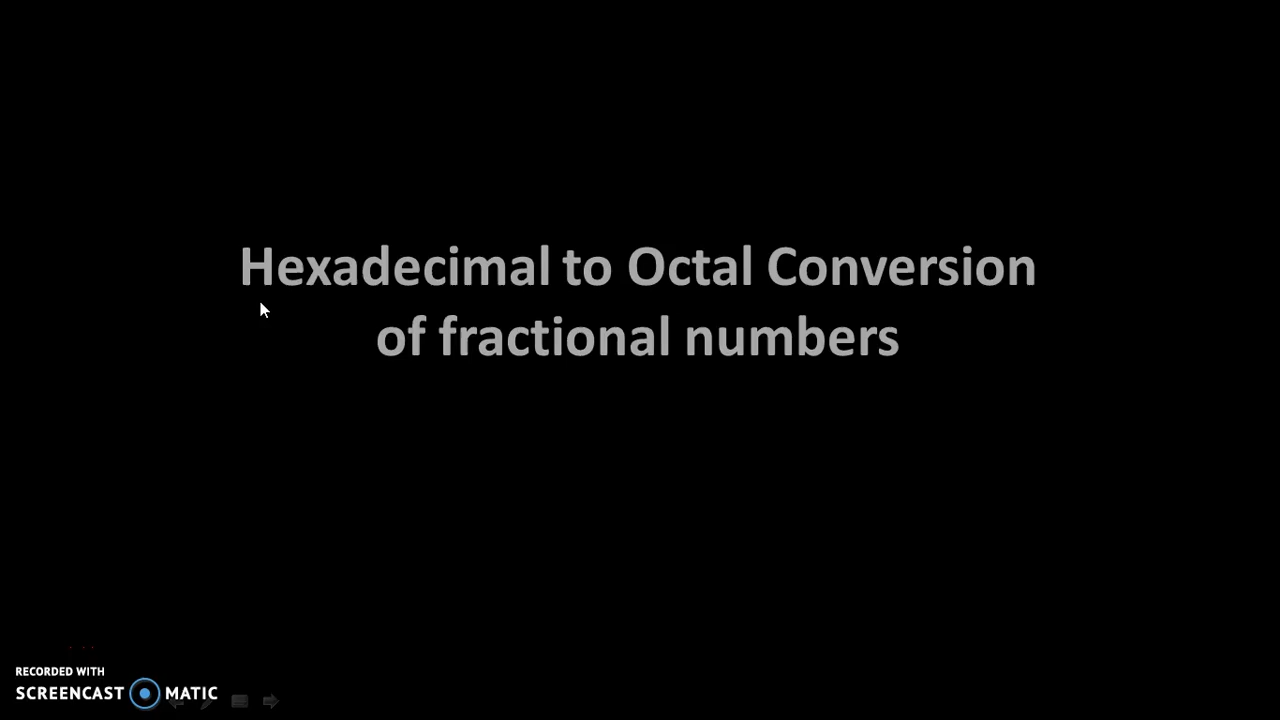 Hexadecimal to Octal Conversion
of fractional numbers
RECORDED WITH
SCREENCAST MATIC